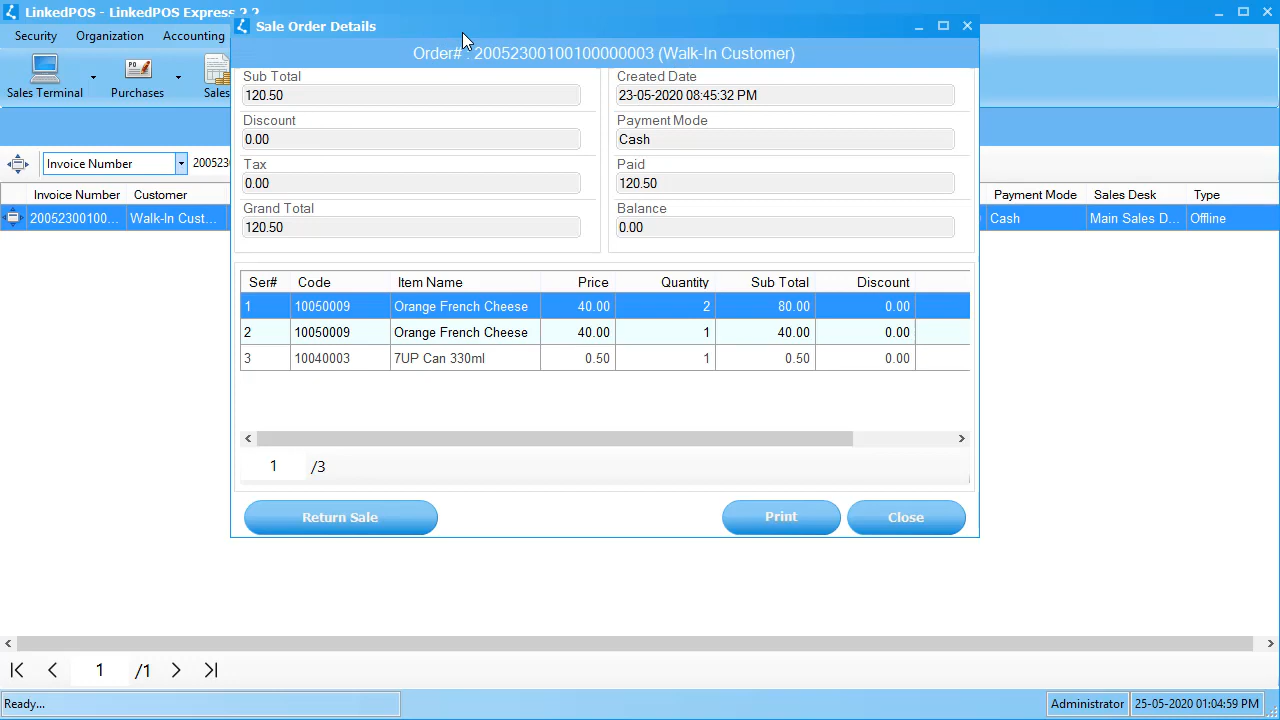 LinkedPOS - LinkedPOS Express 2.2
Sale Order Details
Security Organization Accounting
Order# : 20052300100100000003 (Walk-In Customer)
Sales Terminal Purchases Sales
Sub Total
120.50
Created Date
23-05-2020 08:45:32 PM
Discount
0.00
Payment Mode
Cash
Tax
0.00
Paid
120.50
Grand Total
120.50
Balance
0.00
Invoice Number
Invoice Number Customer Payment Mode Sales Desk Type
2005230010... Walk-In Cust... Cash Main Sales D... Offline
Ser# Code Item Name Price Quantity Sub Total Discount
1 10050009 Orange French Cheese 40.00 2 80.00 0.00
2 10050009 Orange French Cheese 40.00 1 40.00 0.00
3 10040003 7UP Can 330ml 0.50 1 0.50 0.00
1 /3
Return Sale Print Close
1 /1
Ready... Administrator 25-05-2020 01:04:59 PM